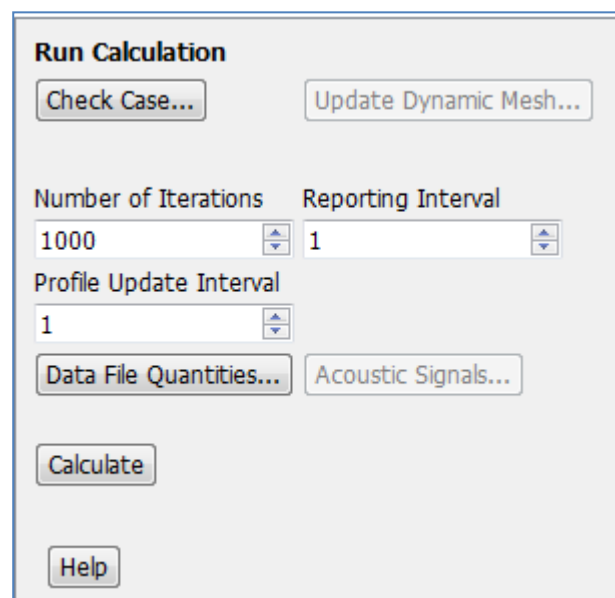 Run Calculation
Check Case... Update Dynamic Mesh...
Number of Iterations Reporting Interval
1000 1
Profile Update Interval
1
Data File Quantities... Acoustic Signals...
Calculate
Help